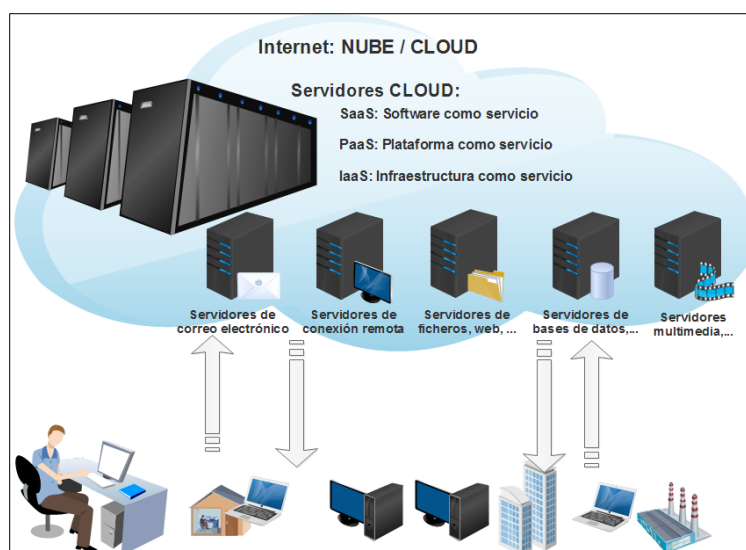 Internet: NUBE / CLOUD
Servidores CLOUD:
SaaS: Software como servicio
PaaS: Plataforma como servicio
IaaS: Infraestructura como servicio
Servidores de
correo electrónico
Servidores de
conexión remota
Servidores de
ficheros, web, ...
Servidores de
bases de datos,...
Servidores
multimedia,...